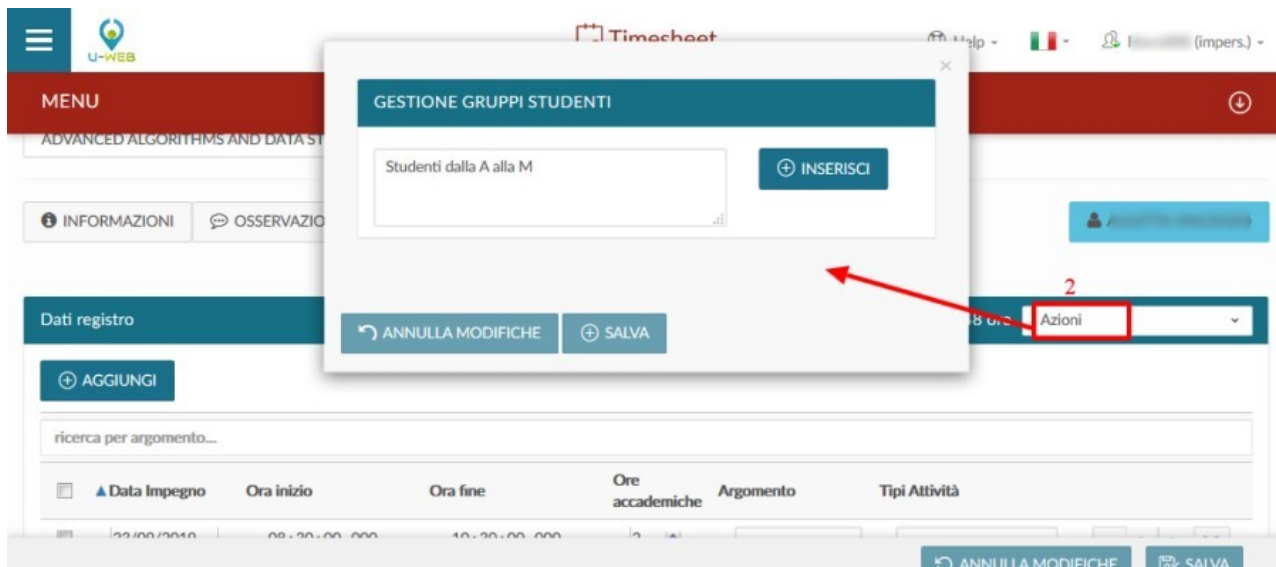 U-WEB
Timesheet
Help
(impers.)
MENU
GESTIONE GRUPPI STUDENTI
ADVANCED ALGORITHMS AND DATA
Studenti dalla A alla M
INSERISCI
INFORMAZIONI
2
Dati registro
Azioni
ANNULLA MODIFICHE
SALVA
AGGIUNGI
ricerca per argomento...
Data Impegno Ora inizio Ora fine Ore accademiche Argomento Tipi Attività
ANNULLA MODIFICHE SALVA